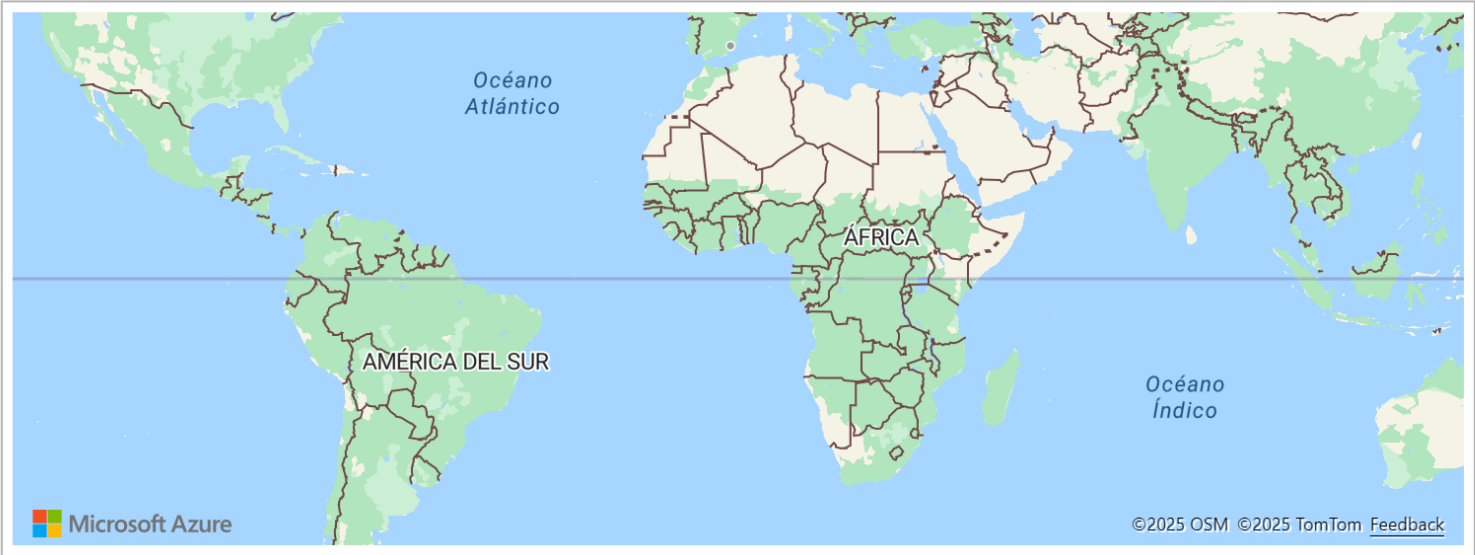 Océano
Atlántico
ÁFRICA
AMÉRICA DEL SUR
Océano
Índico
Microsoft Azure
©2025 OSM ©2025 TomTom Feedback